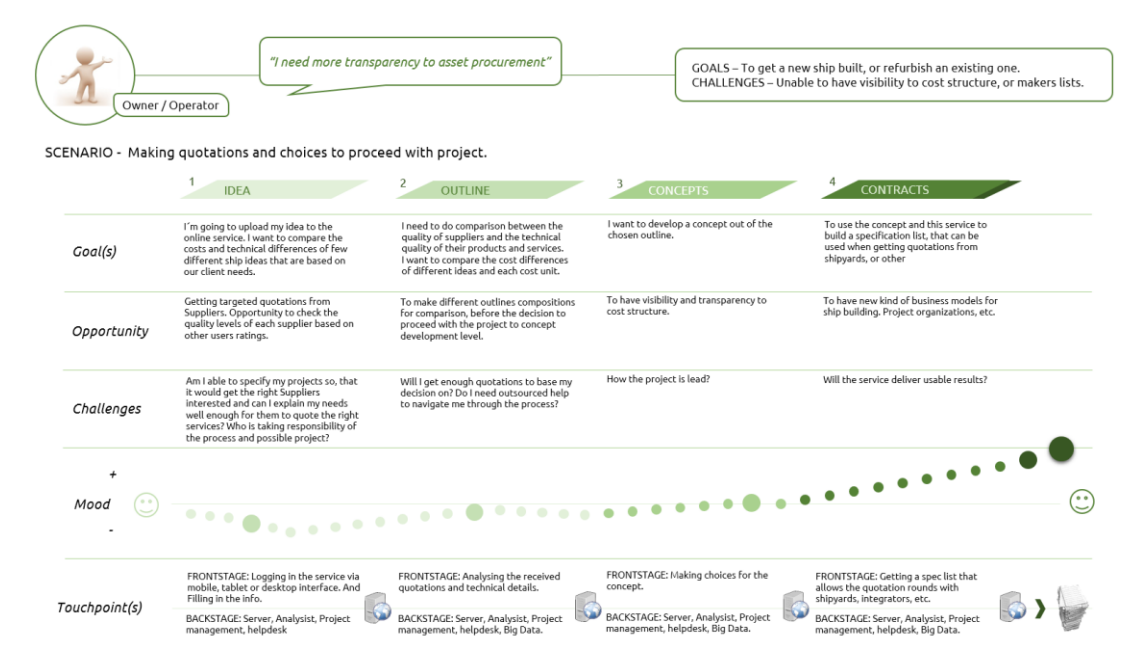 "I need more transparency to asset procurement"
GOALS – To get a new ship built, or refurbish an existing one.
CHALLENGES – Unable to have visibility to cost structure, or makers lists.
Owner / Operator
SCENARIO - Making quotations and choices to proceed with project.
1 IDEA
2 OUTLINE
3 CONCEPTS
4 CONTRACTS
Goal(s)
I´m going to upload my idea to the
online service. I want to compare the
costs and technical differences of few
different ship ideas that are based on
our client needs.
I need to do comparison between the
quality of suppliers and the technical
quality of their products and services.
I want to compare the cost differences
of different ideas and each cost unit.
I want to develop a concept out of the
chosen outline.
To use the concept and this service to
build a specification list, that can be
used when getting quotations from
shipyards, or other
Opportunity
Getting targeted quotations from
Suppliers. Opportunity to check the
quality levels of each supplier based on
other users ratings.
To make different outlines compositions
for comparison, before the decision to
proceed with the project to concept
development level.
To have visibility and transparency to
cost structure.
To have new kind of business models for
ship building. Project organizations, etc.
Challenges
Am I able to specify my projects so, that
it would get the right Suppliers
interested and can I explain my needs
well enough for them to quote the right
services? Who is taking responsibility of
the process and possible project?
Will I get enough quotations to base my
decision on? Do I need outsourced help
to navigate me through the process?
How the project is lead?
Will the service deliver usable results?
+
Mood
-
Touchpoint(s)
FRONTSTAGE: Logging in the service via
mobile, tablet or desktop interface. And
Filling in the info.
BACKSTAGE: Server, Analyst, Project
management, helpdesk
FRONTSTAGE: Analysing the received
quotations and technical details.
BACKSTAGE: Server, Analyst, Project
management, helpdesk, Big Data.
FRONTSTAGE: Making choices for the
concept.
BACKSTAGE: Server, Analyst, Project
management, helpdesk, Big Data.
FRONTSTAGE: Getting a spec list that
allows the quotation rounds with
shipyards, integrators, etc.
BACKSTAGE: Server, Analyst, Project
management, helpdesk, Big Data.